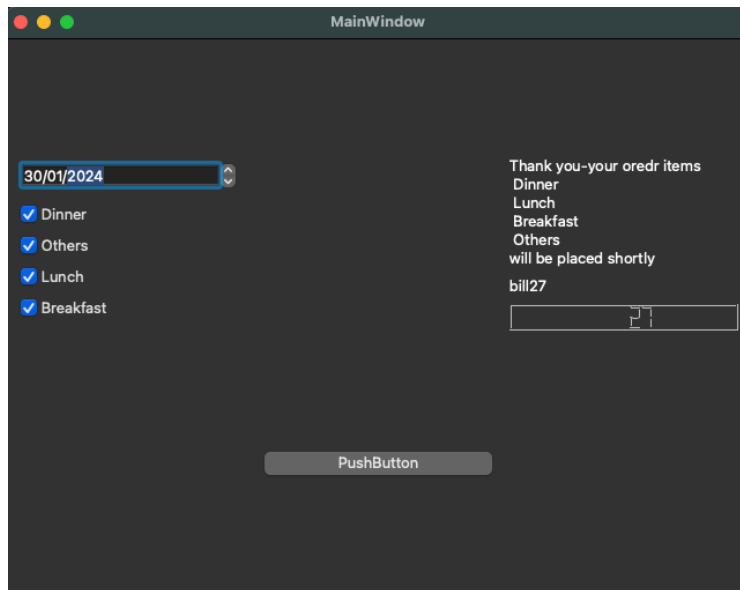 MainWindow
30/01/2024
Dinner
Others
Lunch
Breakfast
Thank you-your oredr items
Dinner
Lunch
Breakfast
Others
will be placed shortly
bill27
27
PushButton